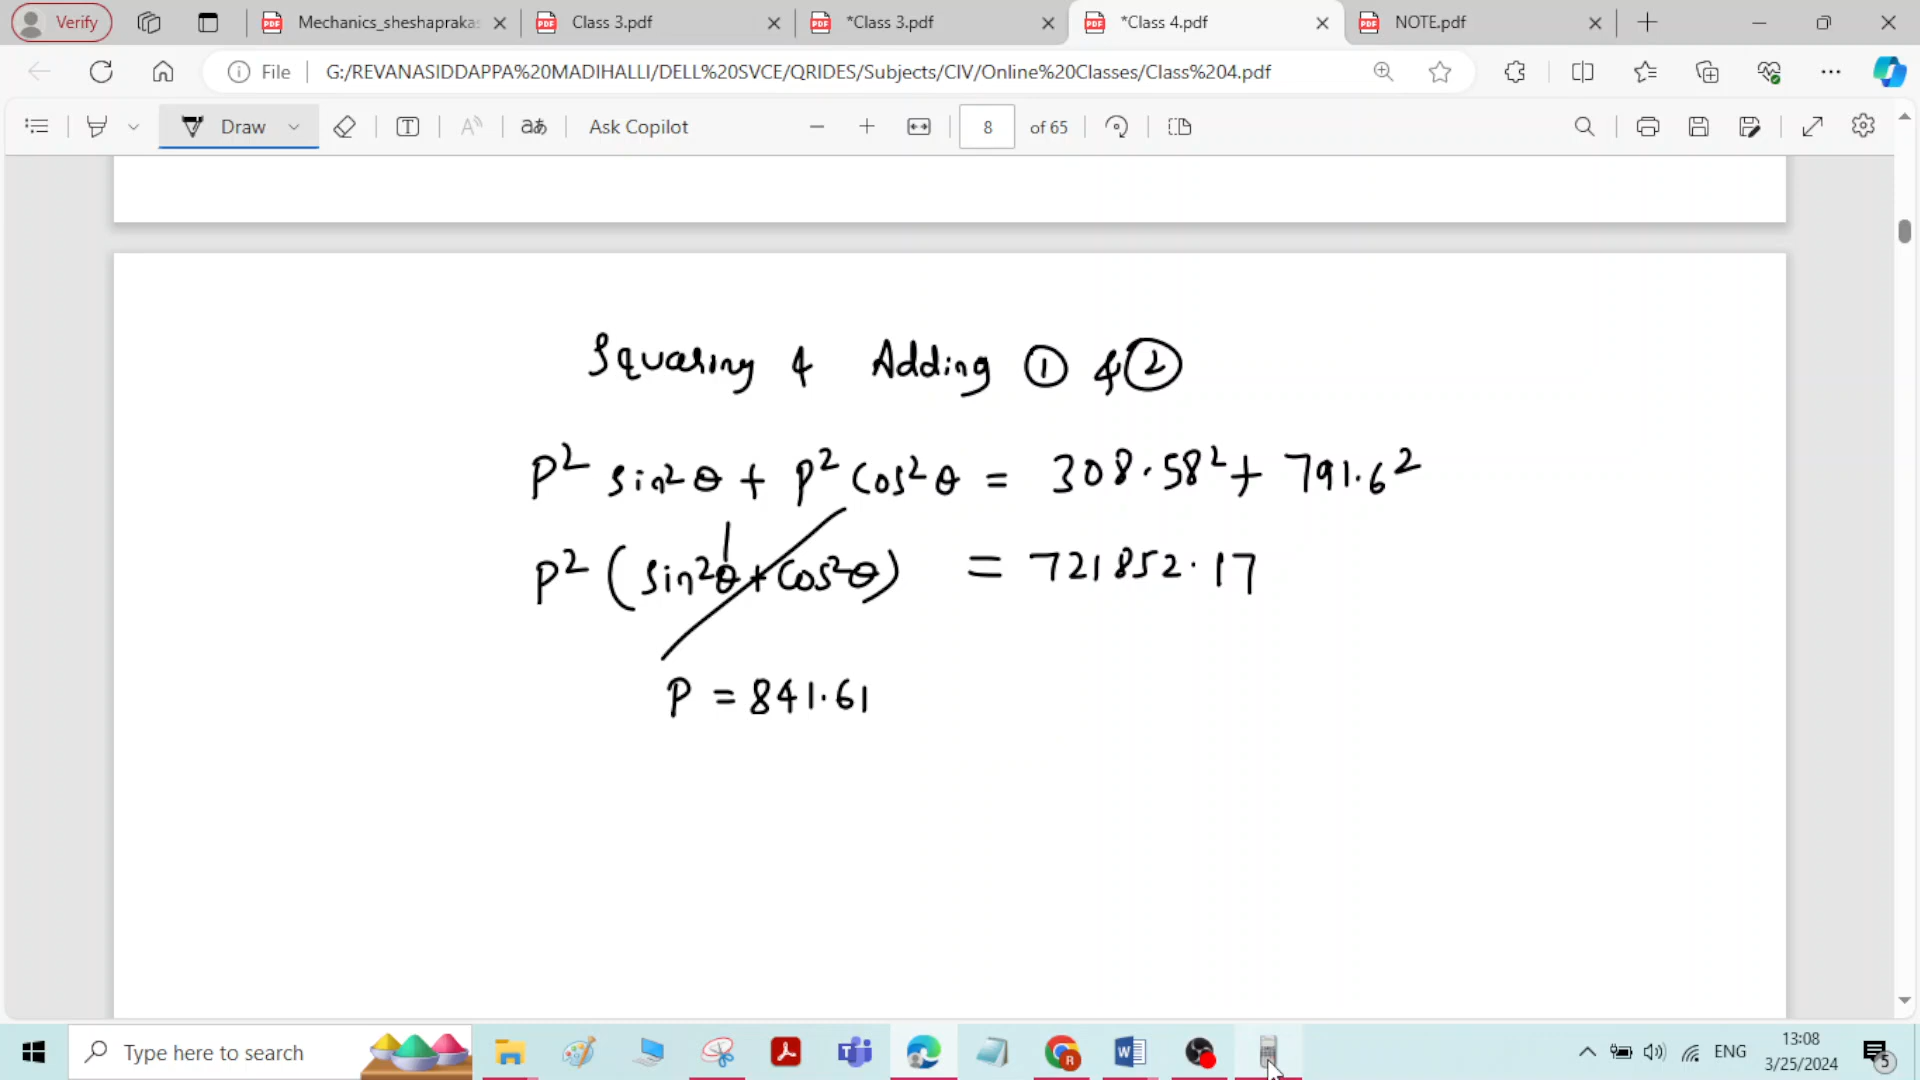 Verify
Mechanics_sheshapraka
Class 3.pdf
*Class 3.pdf
*Class 4.pdf
NOTE.pdf
File
G:/REVANASIDDAPPA%20MADIHALLI/DELL%20SVCE/QRIDES/Subjects/CIV/Online%20Classes/Class%204.pdf
Draw
Ask Copilot
8 of 65
Squaring & Adding ① & ②
P² sin²θ + P² Cos²θ = 308.58² + 791.6²
1
P² (sin²θ + Cos²θ) = 721852.17
P = 841.61
Type here to search
ENG
13:08
3/25/2024
5